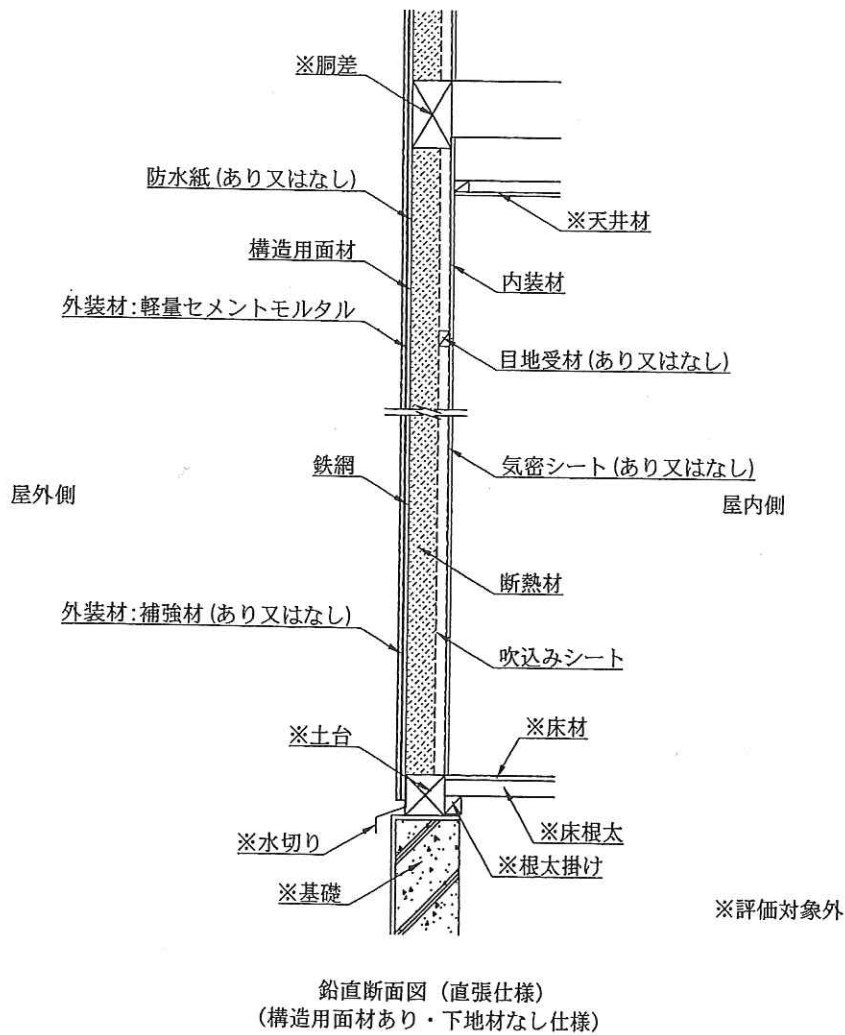 ※胴差
防水紙(あり又はなし)
※天井材
構造用面材
内装材
外装材:軽量セメントモルタル
目地受材(あり又はなし)
鉄網
気密シート(あり又はなし)
屋外側
屋内側
断熱材
外装材:補強材(あり又はなし)
吹込みシート
※土台
※床材
※水切り
※床根太
※根太掛け
※基礎
※評価対象外
鉛直断面図(直張仕様)
(構造用面材あり・下地材なし仕様)